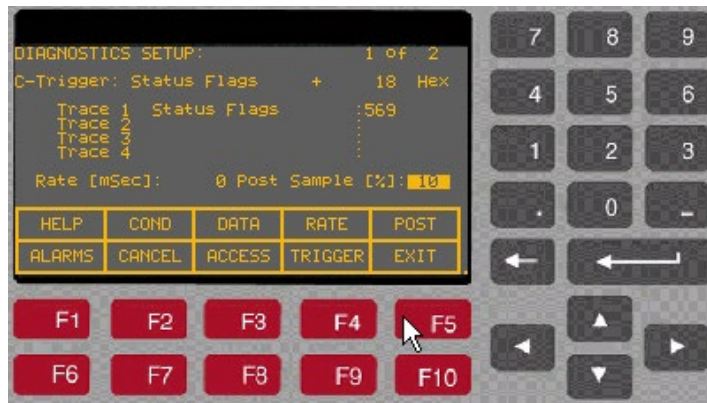 DIAGNOSTICS SETUP: 1 of 2
C-Trigger: Status Flags + 18 Hex
Trace 1 Status Flags :569
Trace 2 :
Trace 3 :
Trace 4 :
Rate [mSec]: 0 Post Sample [%]: 10
HELP COND DATA RATE POST
ALARMS CANCEL ACCESS TRIGGER EXIT
F1 F2 F3 F4 F5
F6 F7 F8 F9 F10
7 8 9
4 5 6
1 2 3
. 0 -